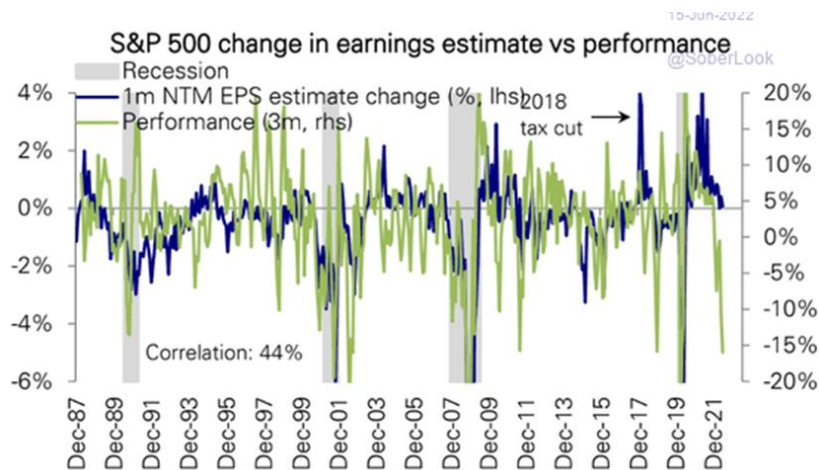 15-Jun-2022
S&P 500 change in earnings estimate vs performance
@SoberLook
Recession
1m NTM EPS estimate change (%, lhs)
Performance (3m, rhs)
2018
tax cut
4%
2%
0%
-2%
-4%
-6%
20%
15%
10%
5%
0%
-5%
-10%
-15%
-20%
Correlation: 44%
Dec-87
Dec-89
Dec-91
Dec-93
Dec-95
Dec-97
Dec-99
Dec-01
Dec-03
Dec-05
Dec-07
Dec-09
Dec-11
Dec-13
Dec-15
Dec-17
Dec-19
Dec-21